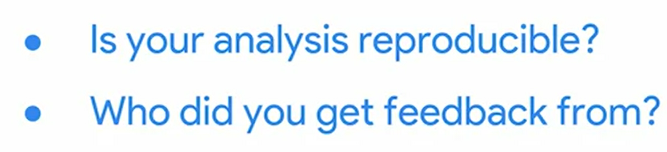 • Is your analysis reproducible?
• Who did you get feedback from?